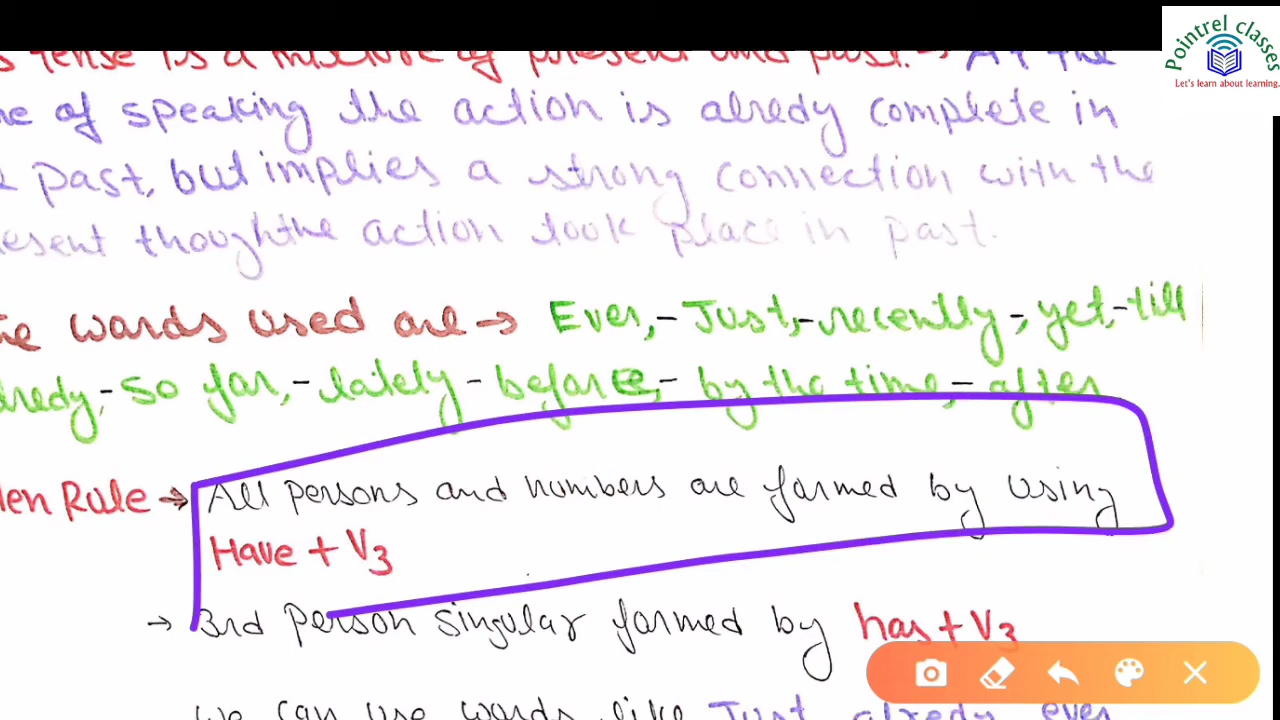 Pointrel classes
Let's learn about learning.
s tense is a mixture of present and past. → At the
me of speaking the action is alredy complete in
Past, but implies a strong connection with the
esent though the action took place in past.
words used are → Ever, - Just, - recently -, yet, - till
lredy, - So far, - lately - before, - by the time, - after
den Rule → All persons and numbers are formed by using
Have + V3
→ 3rd person singular formed by has + V3
we can use words like Just already ever